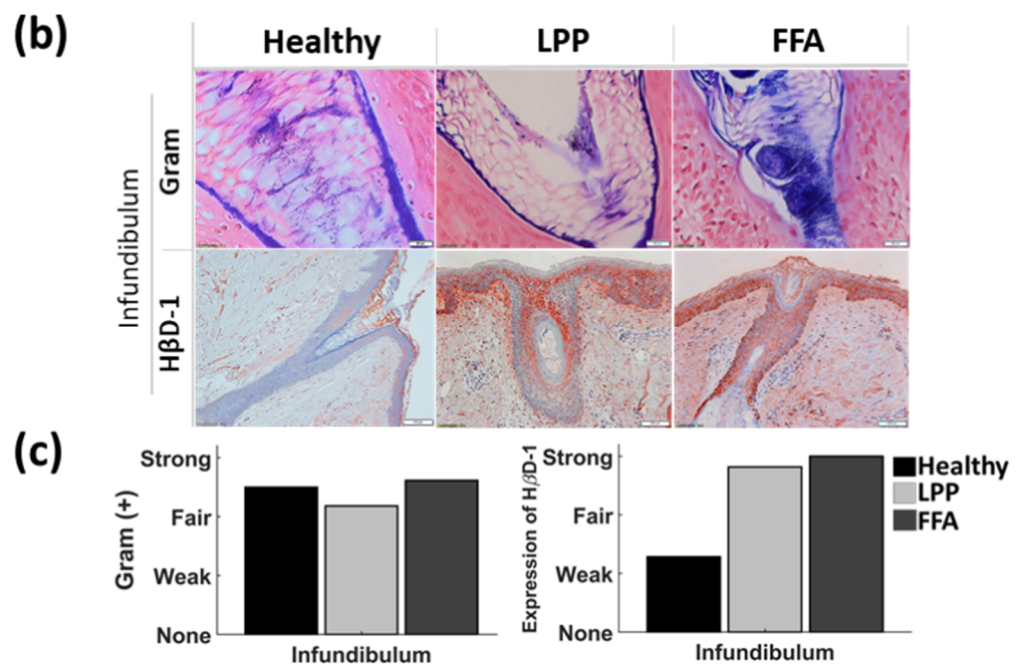 (b)
Healthy LPP FFA
Infundibulum
Gram
HβD-1
(c)
Gram (+)
Strong
Fair
Weak
None
Infundibulum
Expression of HβD-1
Strong
Fair
Weak
None
Infundibulum
Healthy
LPP
FFA